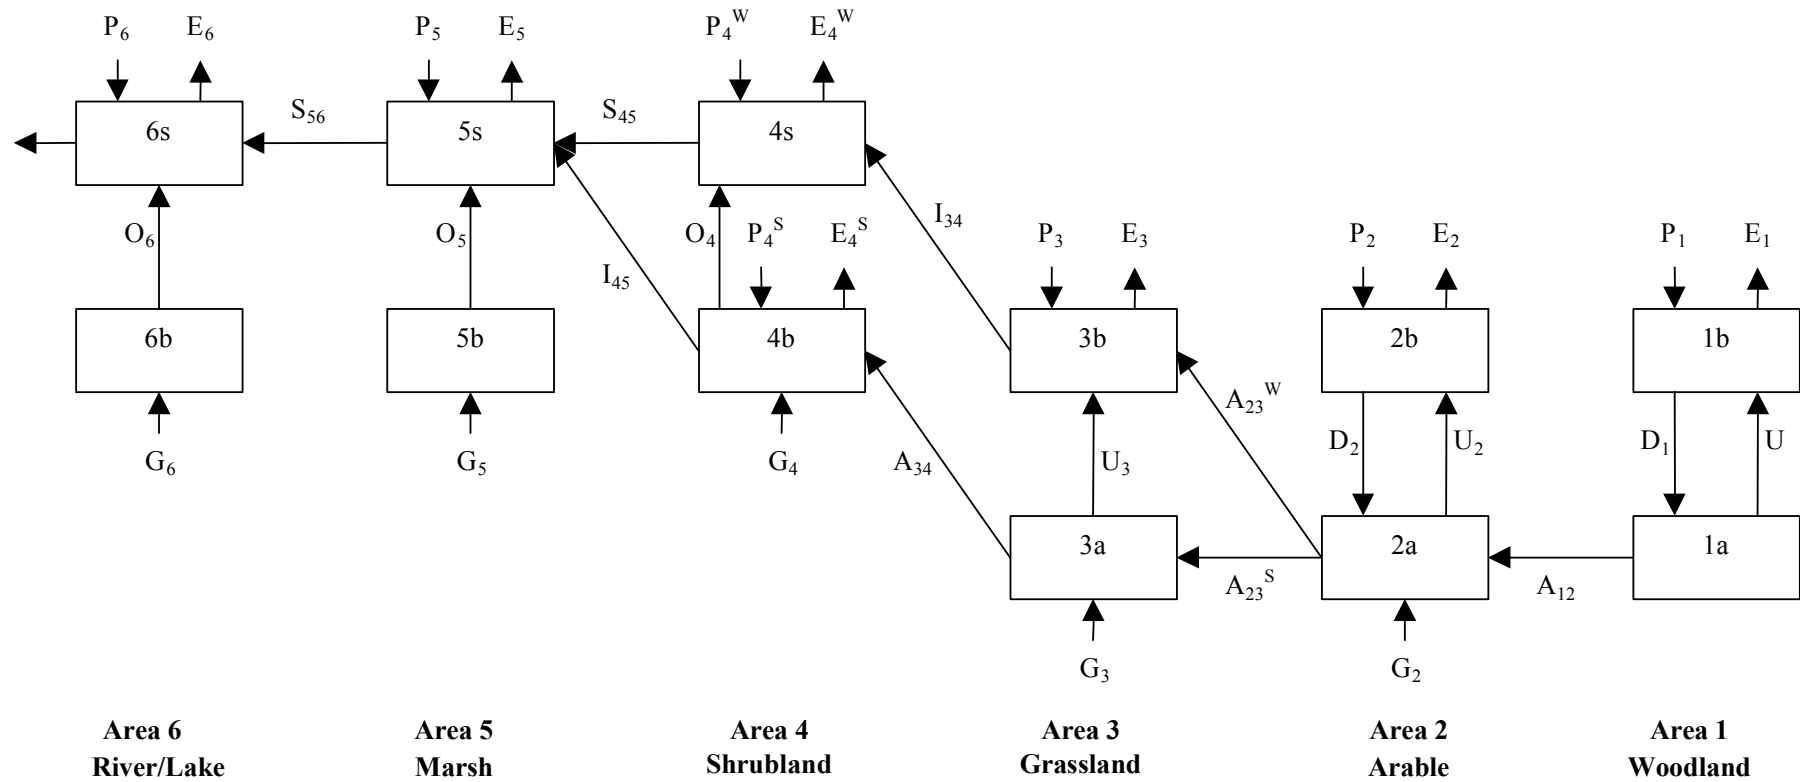 P₆ E₆ P₅ E₅ P₄ᵂ E₄ᵂ
6s S₅₆ 5s S₄₅ 4s
O₆ O₅ I₄₅ O₄ P₄ˢ E₄ˢ I₃₄ P₃ E₃ P₂ E₂ P₁ E₁
6b 5b 4b 3b 2b 1b
G₆ G₅ G₄ A₃₄ U₃ A₂₃ᵂ D₂ U₂ D₁ U
3a A₂₃ˢ 2a A₁₂ 1a
G₃ G₂
Area 6 Area 5 Area 4 Area 3 Area 2 Area 1
River/Lake Marsh Shrubland Grassland Arable Woodland